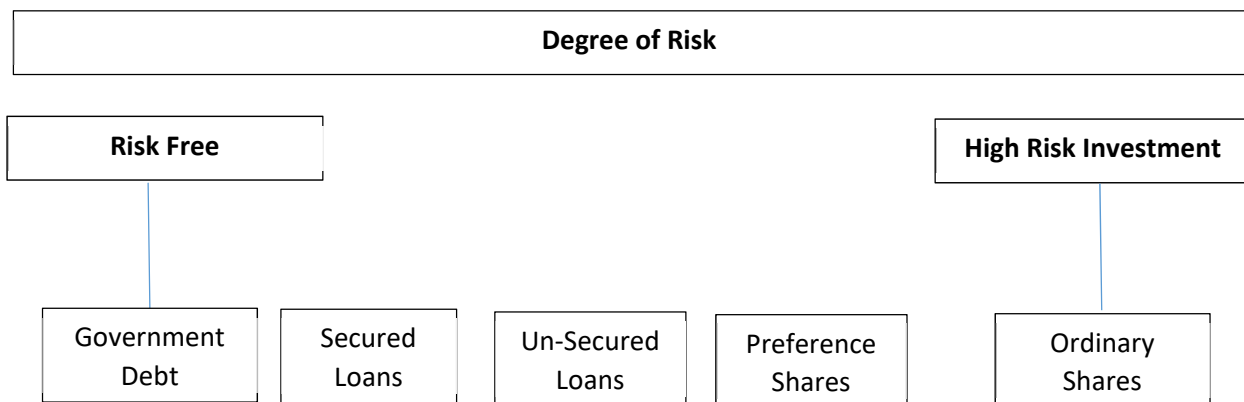 Degree of Risk
Risk Free
High Risk Investment
Government
Debt
Secured
Loans
Un-Secured
Loans
Preference
Shares
Ordinary
Shares